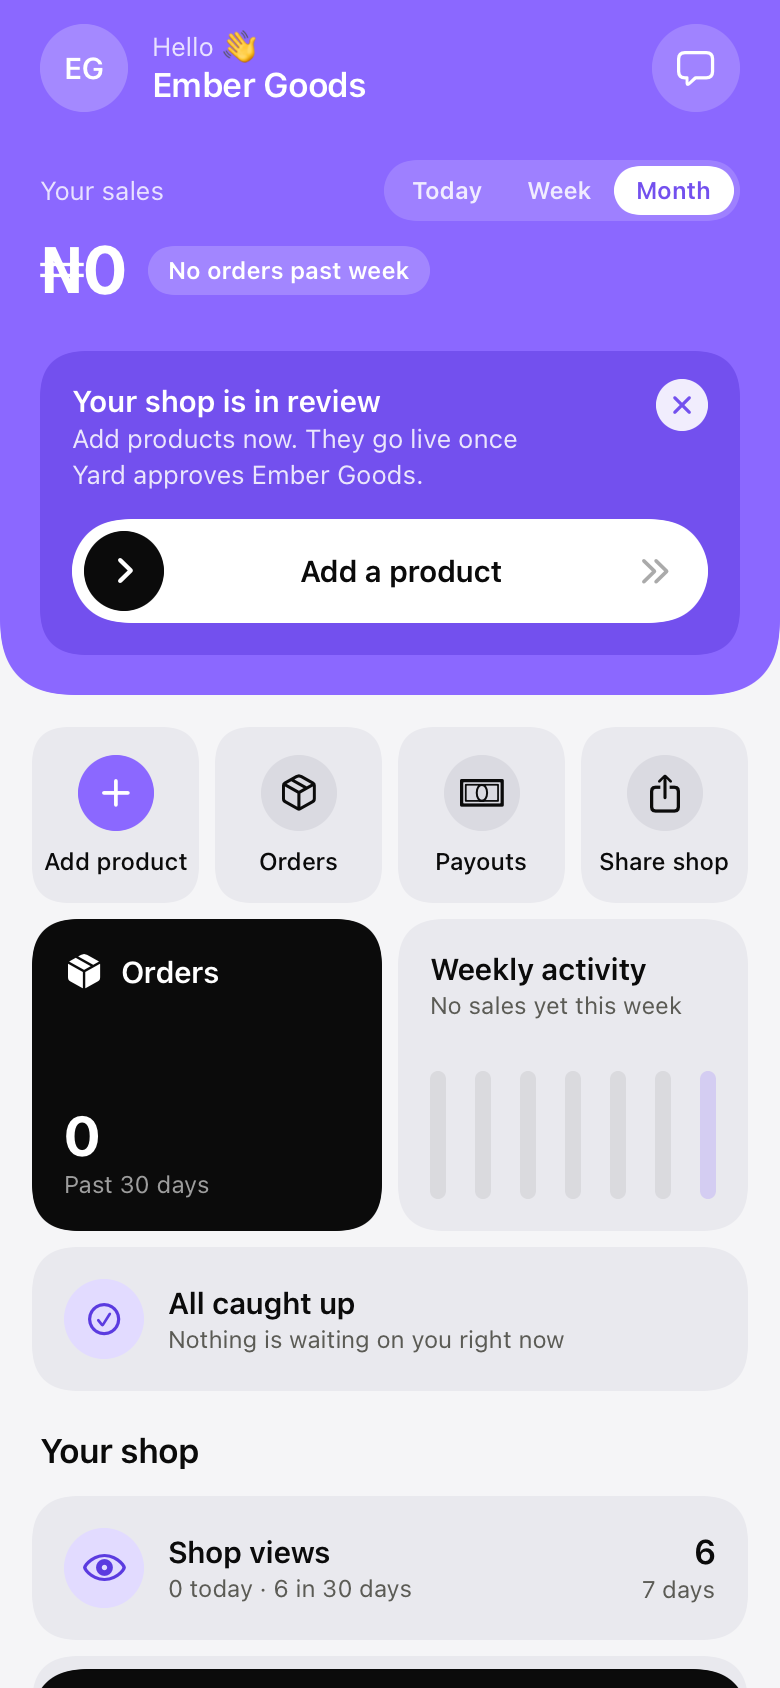 EG
Hello 👋
Ember Goods
Your sales
Today
Week
Month
₦0
No orders past week
Your shop is in review
Add products now. They go live once
Yard approves Ember Goods.
Add a product
Add product
Orders
Payouts
Share shop
Orders
0
Past 30 days
Weekly activity
No sales yet this week
All caught up
Nothing is waiting on you right now
Your shop
Shop views
0 today · 6 in 30 days
6
7 days